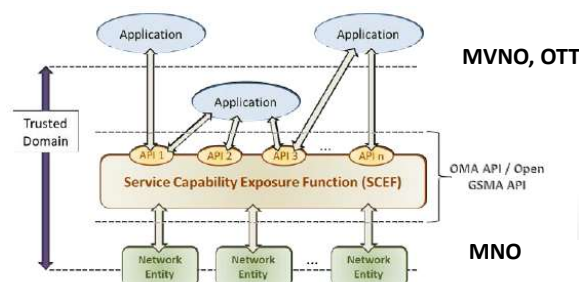 Application
Application
MVNO, OTT
Application
Trusted
Domain
API 1
API 2
API 3
...
API n
Service Capability Exposure Function (SCEF)
OMA API / Open
GSMA API
MNO
Network
Entity
Network
Entity
...
Network
Entity